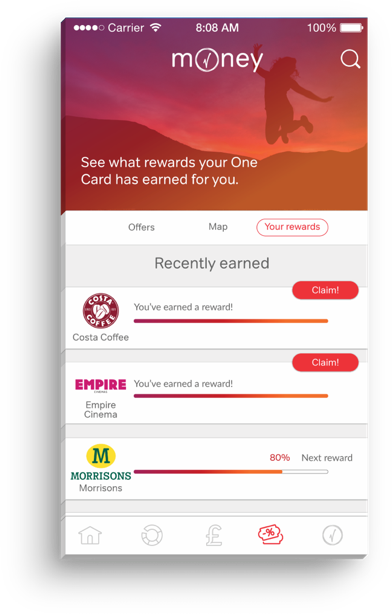 Carrier 8:08 AM 100%
money
See what rewards your One
Card has earned for you.
Offers Map Your rewards
Recently earned
Claim!
COSTA
COFFEE
You've earned a reward!
Costa Coffee
Claim!
EMPIRE
You've earned a reward!
Empire
Cinema
M
MORRISONS
80% Next reward
Morrisons
£
-%